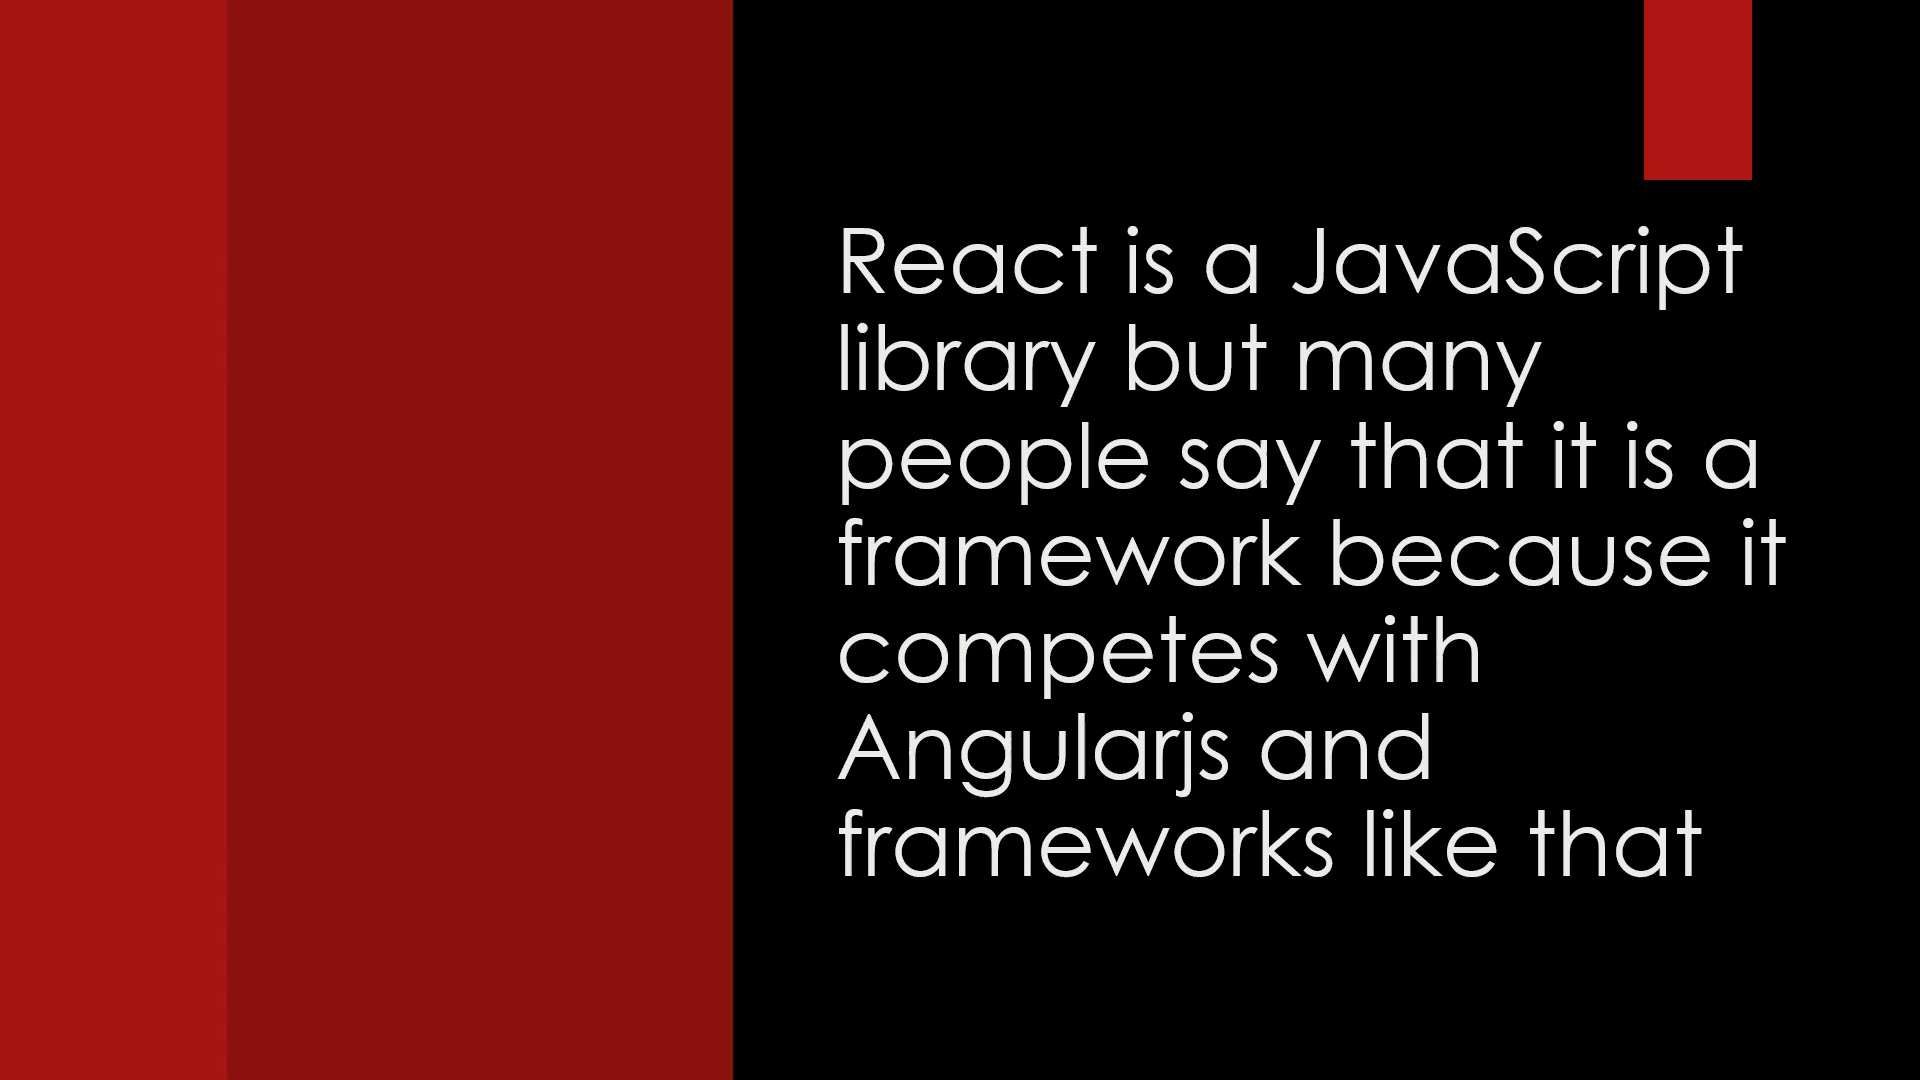 React is a JavaScript
library but many
people say that it is a
framework because it
competes with
Angularjs and
frameworks like that